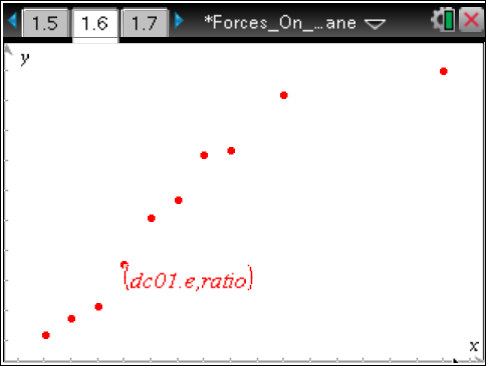 1.5 1.6 1.7 *Forces_On_...ane
y
(dc01.e,ratio)
x